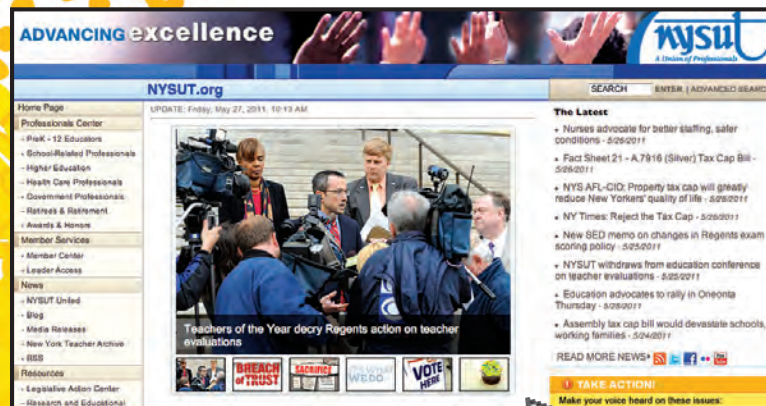 ADVANCING excellence
nysut
A Union of Professionals
NYSUT.org
SEARCH ENTER | ADVANCED SEARC
UPDATE: Friday, May 27, 2011, 10:13 AM
Home Page
Professionals Center
- PreK - 12 Educators
- School-Related Professionals
- Higher Education
- Health Care Professionals
- Government Professionals
- Retirees & Retirement
- Awards & Honors
Member Services
- Member Center
- Leader Access
News
- NYSUT United
- Blog
- Media Releases
- New York Teacher Archive
- RSS
Resources
- Legislative Action Center
- Research and Educational
Teachers of the Year decry Regents action on teacher
evaluations
BREACH
of TRUST
SACRIFICE
IT'S WHAT
WE DO.
VOTE
HERE
The Latest
• Nurses advocate for better staffing, safer
conditions - 5/26/2011
• Fact Sheet 21 - A.7916 (Silver) Tax Cap Bill -
5/26/2011
• NYS AFL-CIO: Property tax cap will greatly
reduce New Yorkers' quality of life - 5/26/2011
• NY Times: Reject the Tax Cap - 5/26/2011
• New SED memo on changes in Regents exam
scoring policy - 5/25/2011
• NYSUT withdraws from education conference
on teacher evaluations - 5/25/2011
• Education advocates to rally in Oneonta
Thursday - 5/25/2011
• Assembly tax cap bill would devastate schools,
working families - 5/24/2011
READ MORE NEWS
TAKE ACTION!
Make your voice heard on these issues: